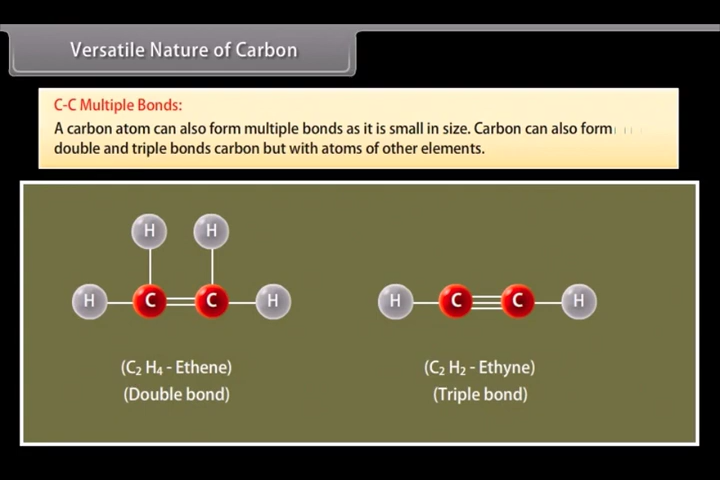 Versatile Nature of Carbon
C-C Multiple Bonds:
A carbon atom can also form multiple bonds as it is small in size. Carbon can also form
double and triple bonds carbon but with atoms of other elements.
H H
H C C H
H C C H
(C₂ H₄ - Ethene)
(Double bond)
(C₂ H₂ - Ethyne)
(Triple bond)